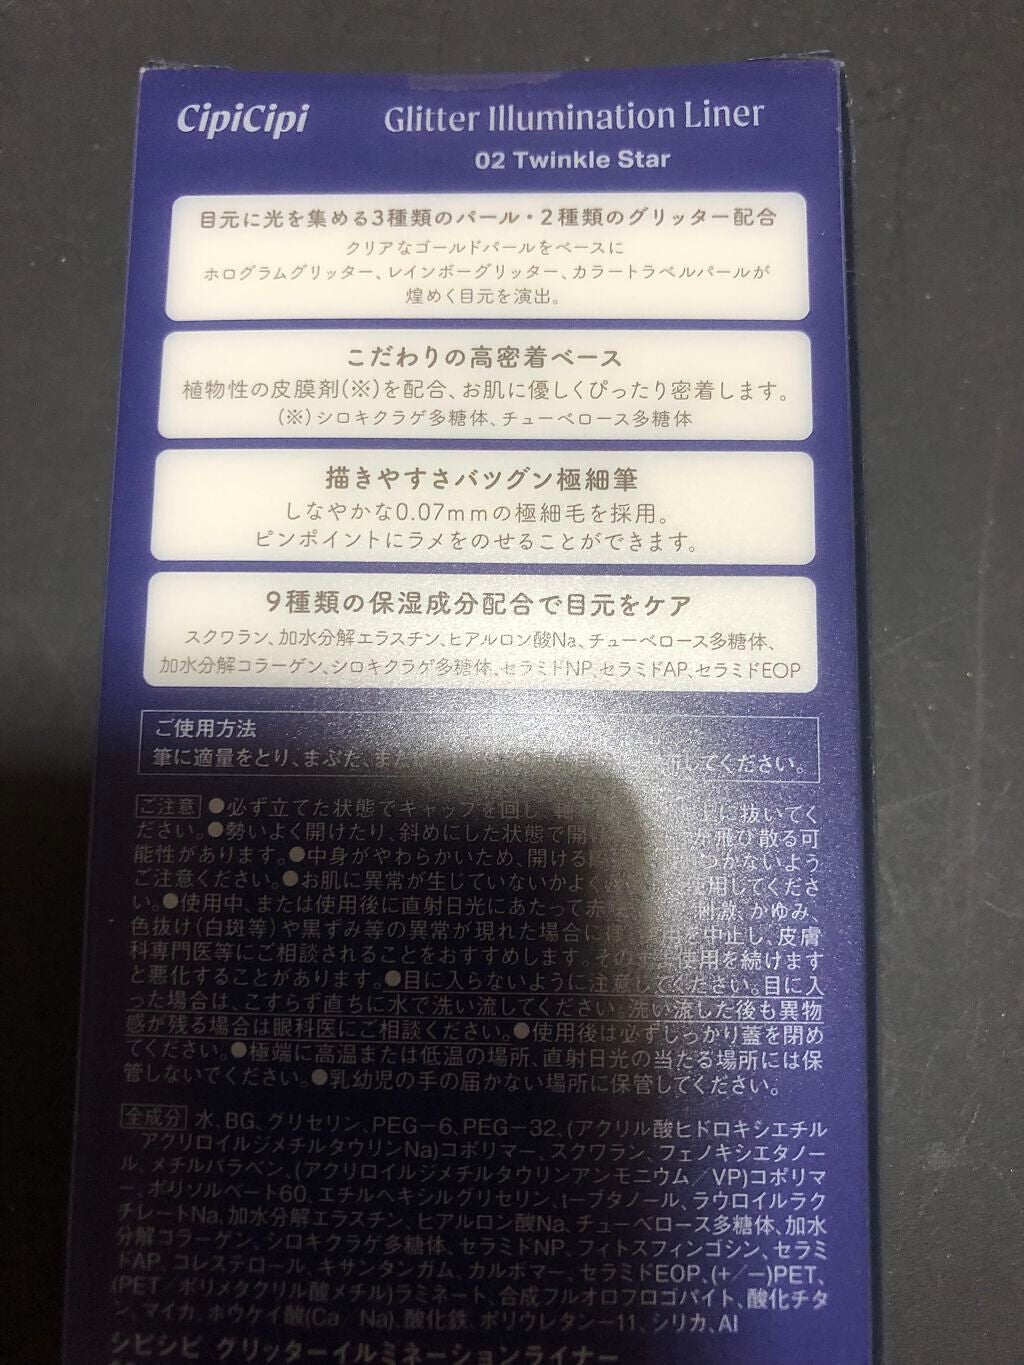 CipiCipi
Glitter Illumination Liner
02 Twinkle Star
目元に光を集める3種類のパール・2種類のグリッター配合
クリアなゴールドパールをベースに
ホログラムグリッター、レインボーグリッター、カラートラベルパールが
煌めく目元を演出。
こだわりの高密着ベース
植物性の皮膜剤(※)を配合、お肌に優しくぴったり密着します。
(※)シロキクラゲ多糖体、チューベロース多糖体
描きやすさバツグン極細筆
しなやかな0.07mmの極細毛を採用。
ピンポイントにラメをのせることができます。
9種類の保湿成分配合で目元をケア
スクワラン、加水分解エラスチン、ヒアルロン酸Na、チューベロース多糖体、
加水分解コラーゲン、シロキクラゲ多糖体、セラミドNP、セラミドAP、セラミドEOP
ご使用方法
筆に適量をとり、まぶた、また してください。
ご注意 ●必ず立てた状態でキャップを回し に抜いてく
ださい。●勢いよく開けたり、斜めにした状態で開 が飛び散る可
能性があります。●中身がやわらかいため、開ける つかないよう
ご注意ください。●お肌に異常が生じていないかよく 使用してくださ
い。●使用中、または使用後に直射日光にあたって赤 刺激、かゆみ、
色抜け(白斑等)や黒ずみ等の異常が現れた場合に を中止し、皮膚
科専門医等にご相談されることをおすすめします。そのまま使用を続けます
と悪化することがあります。●目に入らないように注意してください。目に入
った場合は、こすらず直ちに水で洗い流してください。洗い流した後も異物
感が残る場合は眼科医にご相談ください。●使用後は必ずしっかり蓋を閉め
てください。●極端に高温または低温の場所、直射日光の当たる場所には保
管しないでください。●乳幼児の手の届かない場所に保管してください。
全成分 水、BG、グリセリン、PEG－6、PEG－32、(アクリル酸ヒドロキシエチル
／アクリロイルジメチルタウリンNa)コポリマー、スクワラン、フェノキシエタノー
ル、メチルパラベン、(アクリロイルジメチルタウリンアンモニウム／VP)コポリマ
ー、ポリソルベート60、エチルヘキシルグリセリン、t－ブタノール、ラウロイルラク
チレートNa、加水分解エラスチン、ヒアルロン酸Na、チューベロース多糖体、加水
分解コラーゲン、シロキクラゲ多糖体、セラミドNP、フィトスフィンゴシン、セラミ
ドAP、コレステロール、キサンタンガム、カルボマー、セラミドEOP、(+／－)PET、
(PET／ポリメタクリル酸メチル)ラミネート、合成フルオロフロゴパイト、酸化チタ
ン、マイカ、ホウケイ酸(Ca／Na)、酸化鉄、ポリウレタン－11、シリカ、Al
シピシピ グリッターイルミネーションライナー